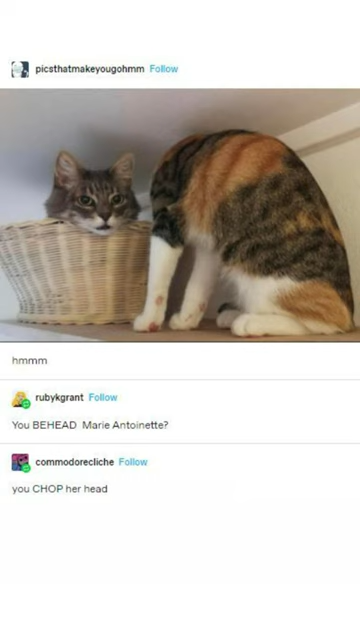 picsthatmakeyougohmm Follow
hmmm
rubykgrant Follow
You BEHEAD Marie Antoinette?
commodorecliche Follow
you CHOP her head